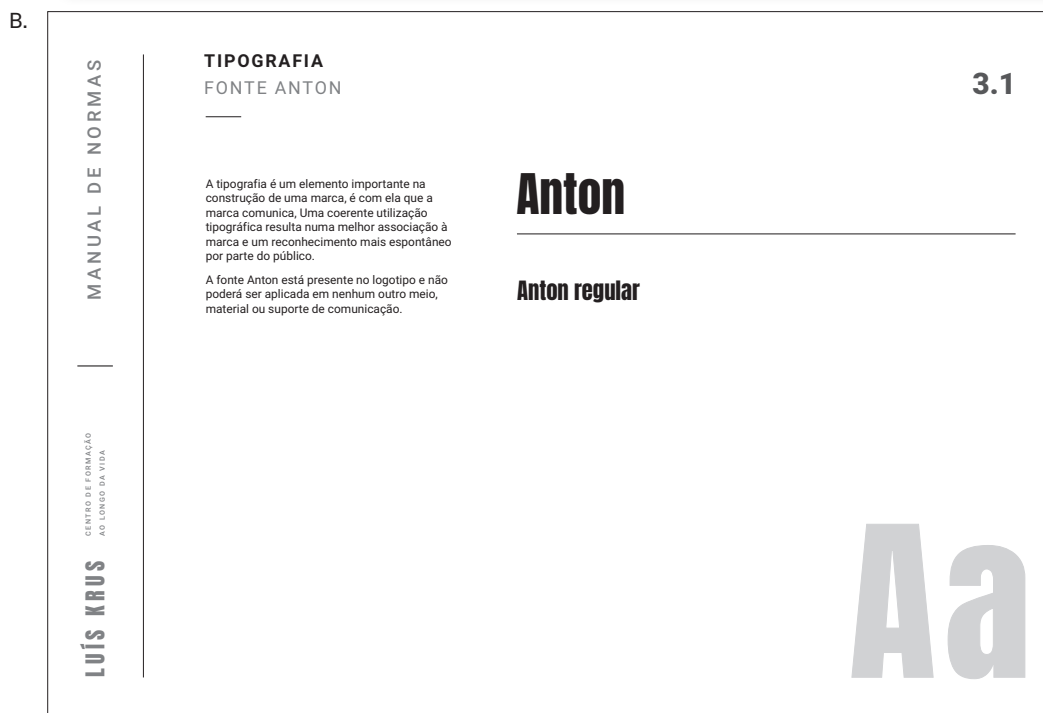 B.
MANUAL DE NORMAS
CENTRO DE FORMAÇÃO
AO LONGO DA VIDA
LUÍS KRUS
TIPOGRAFIA
FONTE ANTON
3.1
A tipografia é um elemento importante na
construção de uma marca, é com ela que a
marca comunica, Uma coerente utilização
tipográfica resulta numa melhor associação à
marca e um reconhecimento mais espontâneo
por parte do público.
A fonte Anton está presente no logotipo e não
poderá ser aplicada em nenhum outro meio,
material ou suporte de comunicação.
Anton
Anton regular
Aa